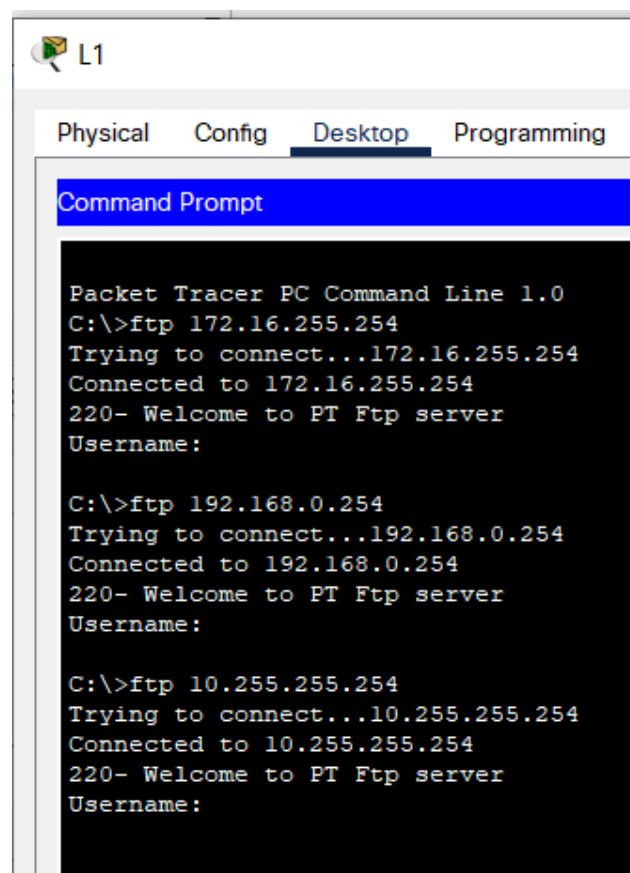 L1
Physical Config Desktop Programming
Command Prompt
Packet Tracer PC Command Line 1.0
C:\>ftp 172.16.255.254
Trying to connect...172.16.255.254
Connected to 172.16.255.254
220- Welcome to PT Ftp server
Username:
C:\>ftp 192.168.0.254
Trying to connect...192.168.0.254
Connected to 192.168.0.254
220- Welcome to PT Ftp server
Username:
C:\>ftp 10.255.255.254
Trying to connect...10.255.255.254
Connected to 10.255.255.254
220- Welcome to PT Ftp server
Username: